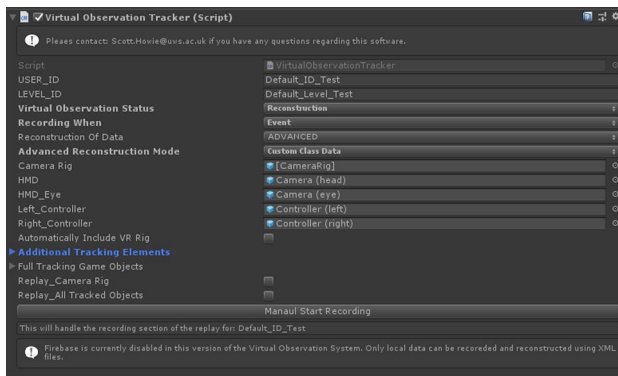 Virtual Observation Tracker (Script)
Pleaes contact: Scott.Howie@uws.ac.uk if you have any questions regarding this software.
Script VirtualObservationTracker
USER_ID Default_ID_Test
LEVEL_ID Default_Level_Test
Virtual Observation Status Reconstruction
Recording When Event
Reconstruction Of Data ADVANCED
Advanced Reconstruction Mode Custom Class Data
Camera Rig [CameraRig]
HMD Camera (head)
HMD_Eye Camera (eye)
Left_Controller Controller (left)
Right_Controller Controller (right)
Automatically Include VR Rig
Additional Tracking Elements
Full Tracking Game Objects
Replay_Camera Rig
Replay_All Tracked Objects
Manaul Start Recording
This will handle the recording section of the replay for: Default_ID_Test
Firebase is currently disabled in this version of the Virtual Observation System. Only local data can be recoreded and reconstructed using XML
files.